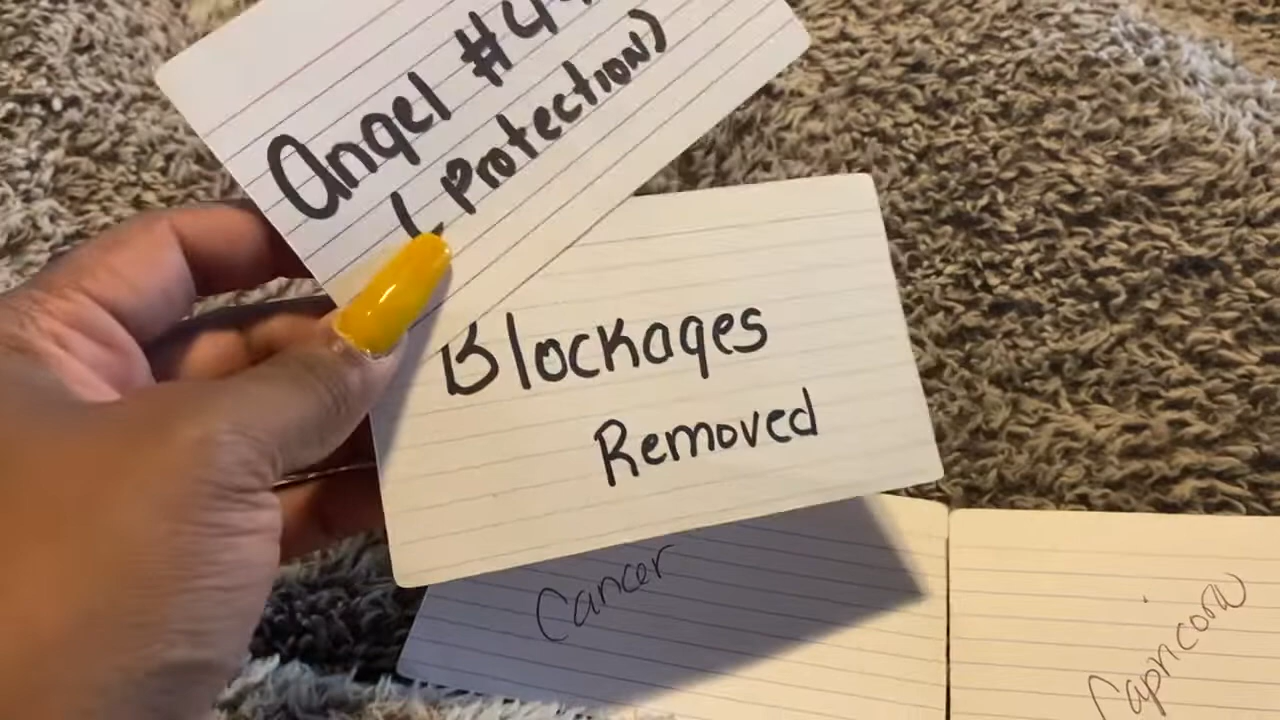 Angel #4
(Protection)
Blockages
Removed
Cancer
Capricorn